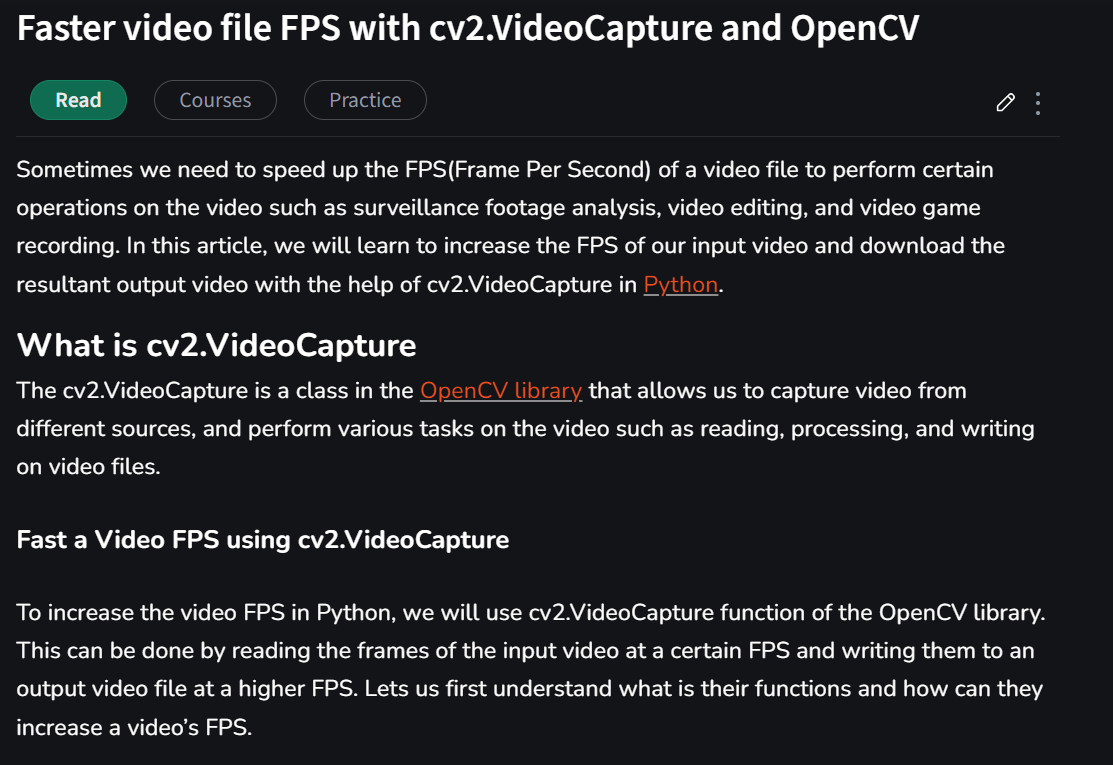 Faster video file FPS with cv2.VideoCapture and OpenCV
Read
Courses
Practice
Sometimes we need to speed up the FPS(Frame Per Second) of a video file to perform certain
operations on the video such as surveillance footage analysis, video editing, and video game
recording. In this article, we will learn to increase the FPS of our input video and download the
resultant output video with the help of cv2.VideoCapture in Python.
What is cv2.VideoCapture
The cv2.VideoCapture is a class in the OpenCV library that allows us to capture video from
different sources, and perform various tasks on the video such as reading, processing, and writing
on video files.
Fast a Video FPS using cv2.VideoCapture
To increase the video FPS in Python, we will use cv2.VideoCapture function of the OpenCV library.
This can be done by reading the frames of the input video at a certain FPS and writing them to an
output video file at a higher FPS. Lets us first understand what is their functions and how can they
increase a video’s FPS.